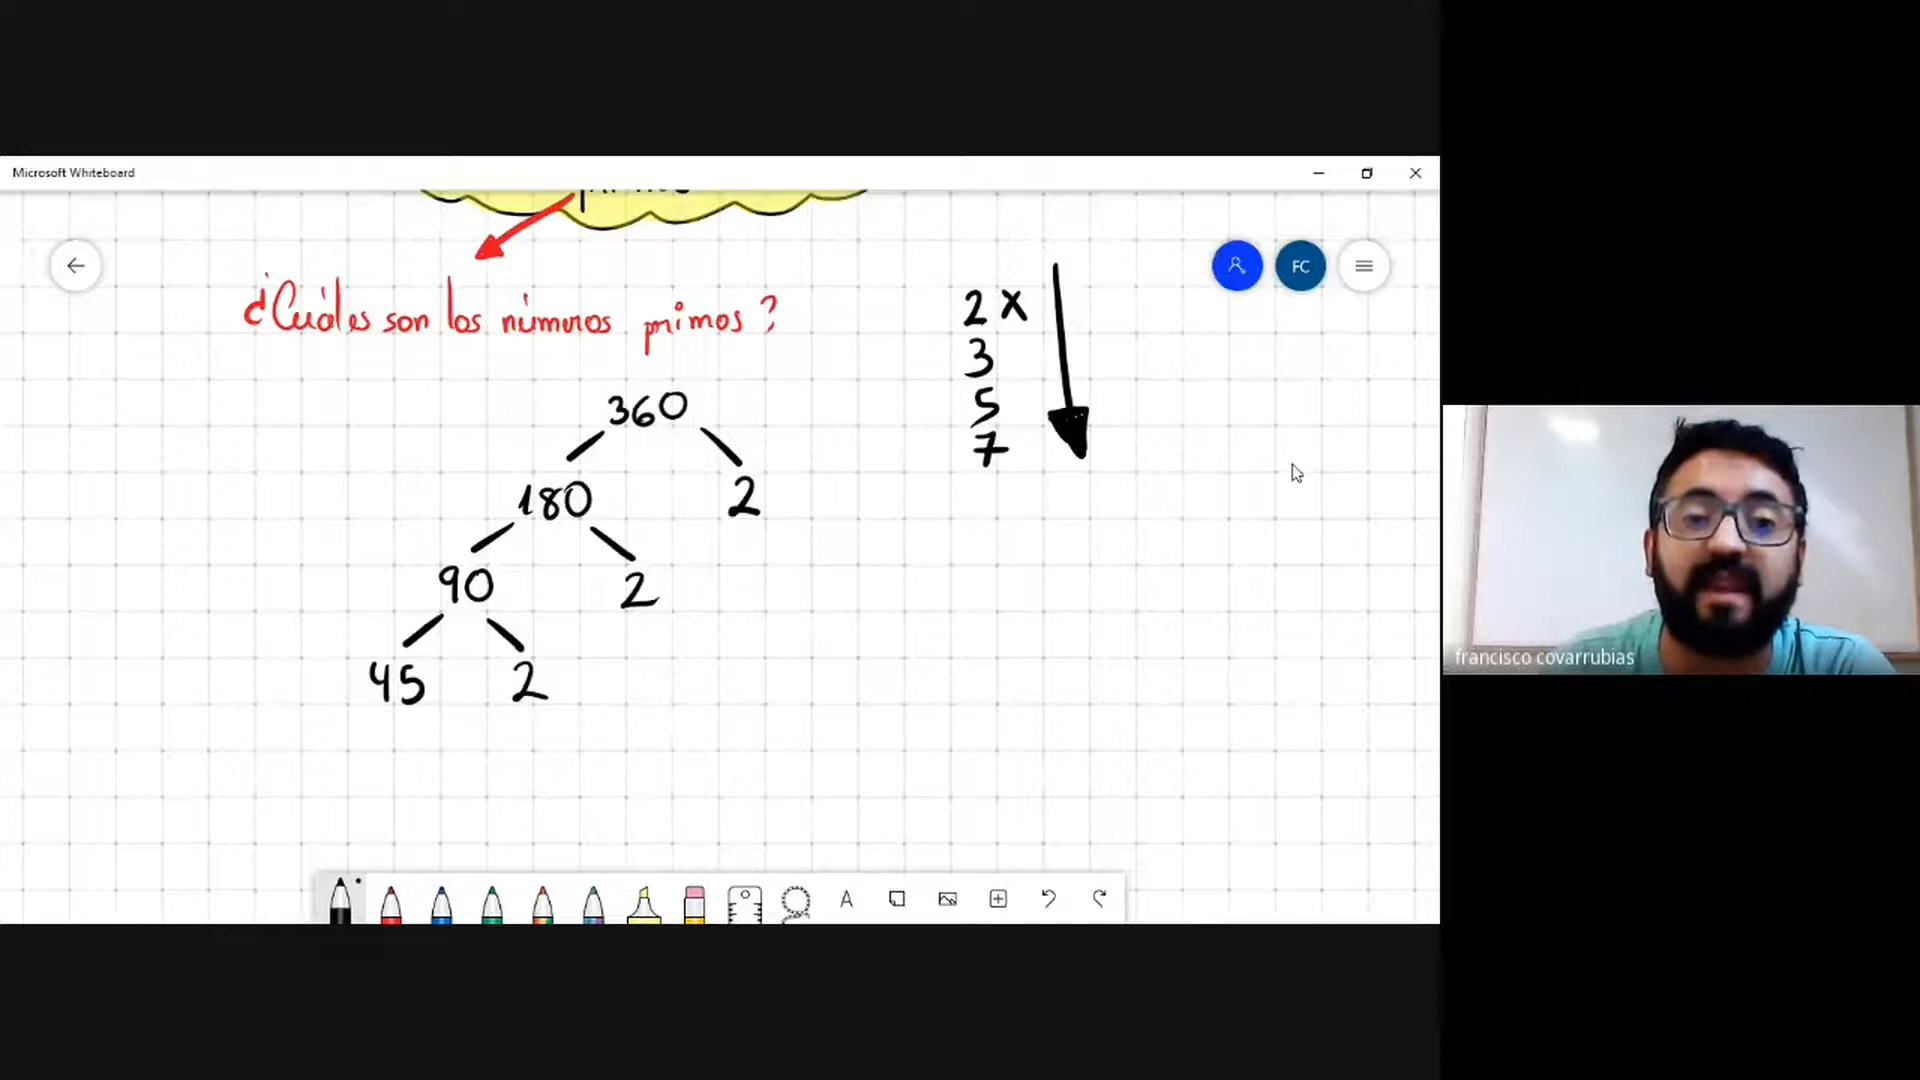 Microsoft Whiteboard
¿Cuáles son los números primos?
2 x
3
5
7
FC
360
180 2
90 2
45 2
francisco covarrubias
A